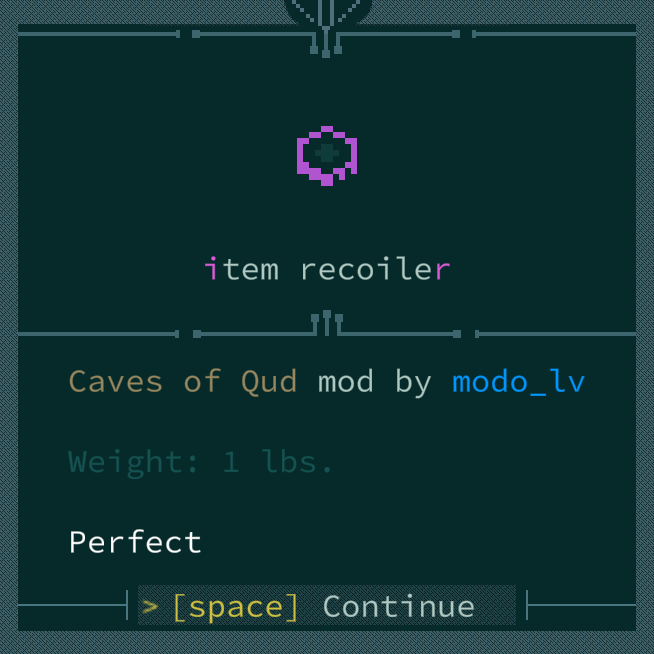 item recoiler
Caves of Qud mod by modo_lv
Weight: 1 lbs.
Perfect
> [space] Continue